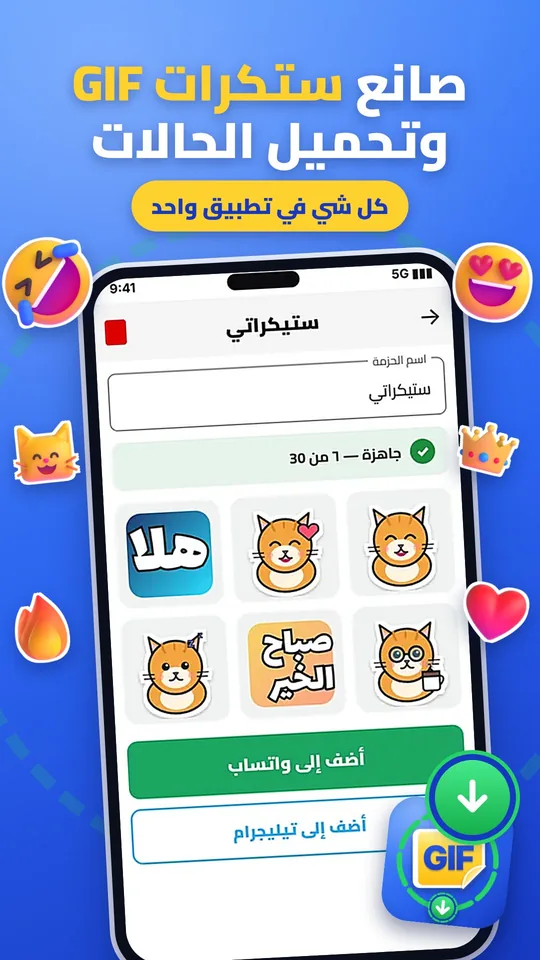 صانع ستكرات GIF
وتحميل الحالات
كل شي في تطبيق واحد
9:41
5G
ستيكراتي
اسم الحزمة
ستيكراتي
جاهزة — ٦ من 30
هلا
صباح
الخير
أضف إلى واتساب
أضف إلى تيليجرام
GIF